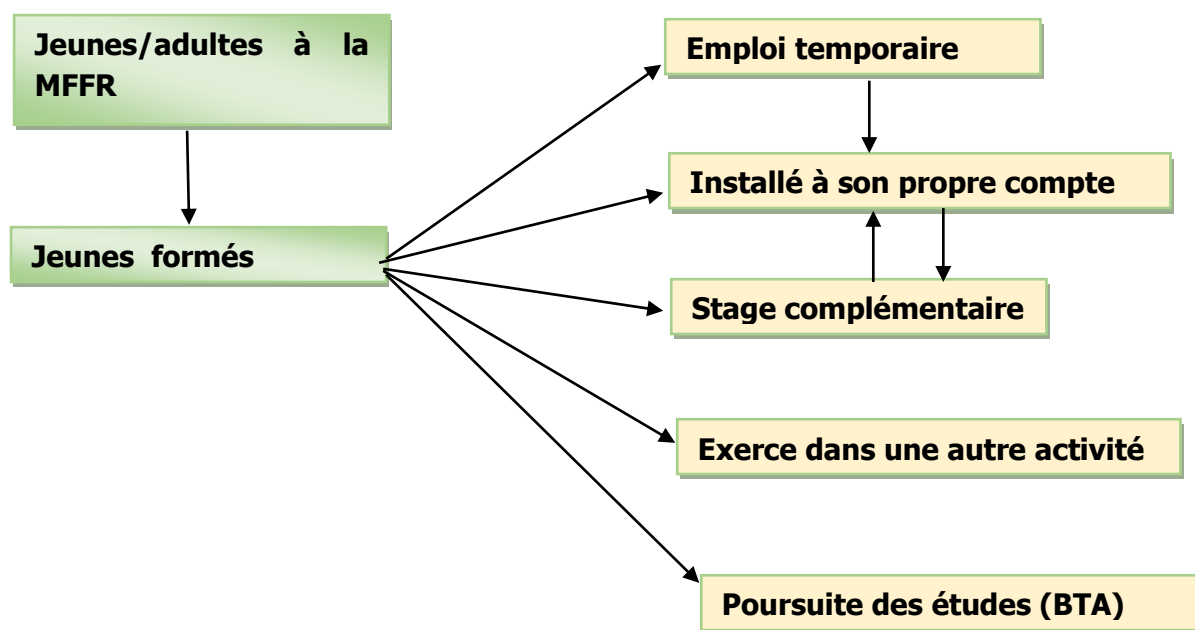 Jeunes/adultes à la
MFFR
Jeunes formés
Emploi temporaire
Installé à son propre compte
Stage complémentaire
Exerce dans une autre activité
Poursuite des études (BTA)